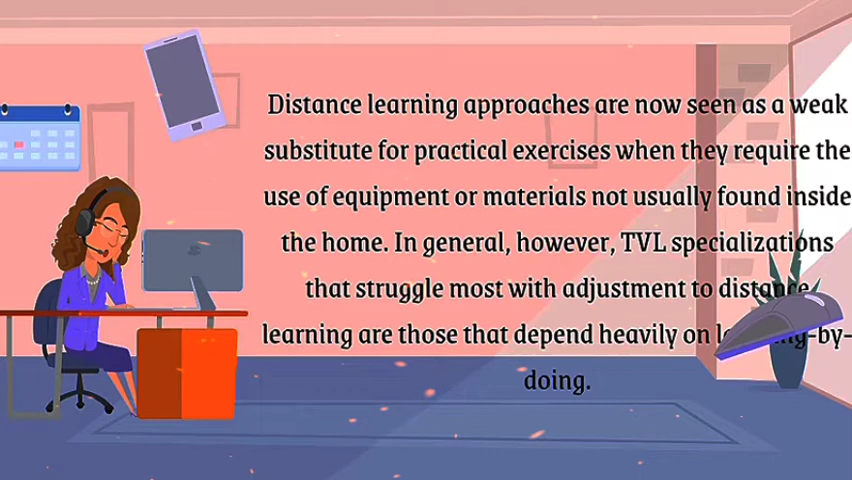 Distance learning approaches are now seen as a weak
substitute for practical exercises when they require the
use of equipment or materials not usually found inside
the home. In general, however, TVL specializations
that struggle most with adjustment to distance
learning are those that depend heavily on learning-by-
doing.